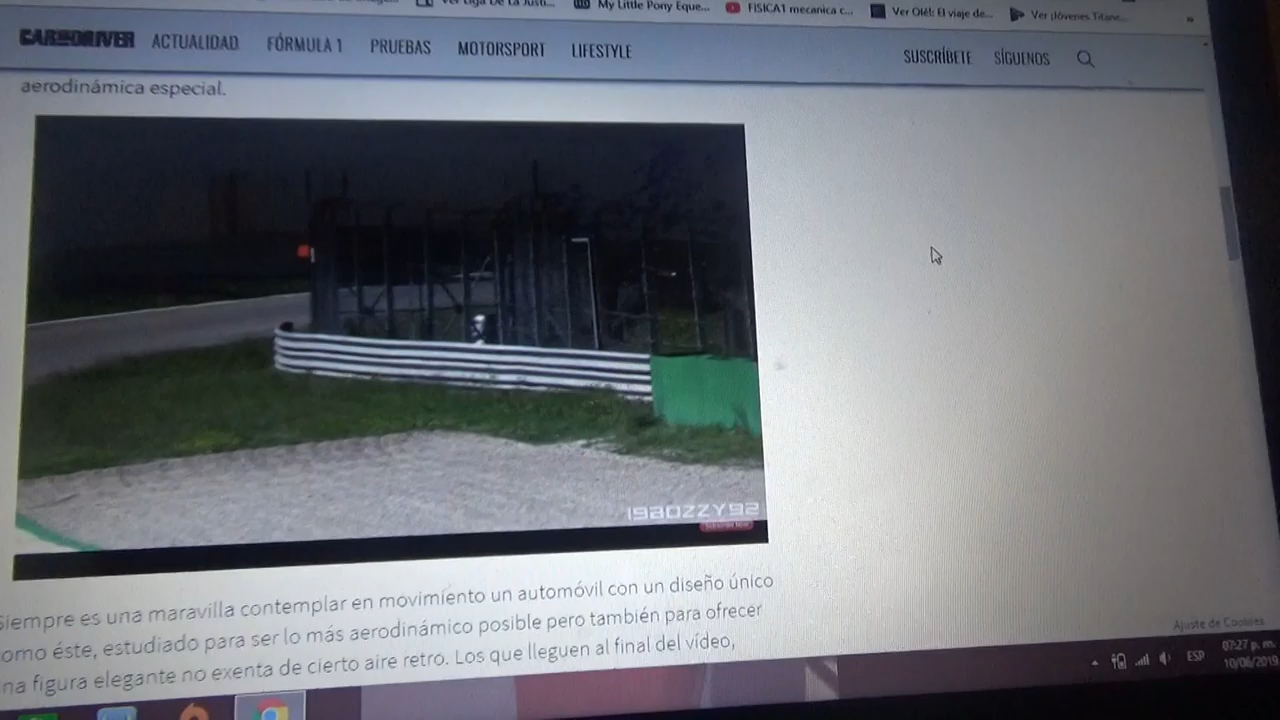 My Little Pony Eque...
FISICA1 mecanica c...
Ver Olé!: El viaje de...
Ver ¡Jóvenes Titane...
»
CAR AND DRIVER
ACTUALIDAD
FÓRMULA 1
PRUEBAS
MOTORSPORT
LIFESTYLE
SUSCRÍBETE
SÍGUENOS
aerodinámica especial.
19BOZZY92
Siempre es una maravilla contemplar en movimiento un automóvil con un diseño único
omo éste, estudiado para ser lo más aerodinámico posible pero también para ofrecer
na figura elegante no exenta de cierto aire retro. Los que lleguen al final del vídeo,
Ajuste de Cookies
ESP
07:27 p. m.
10/06/2019